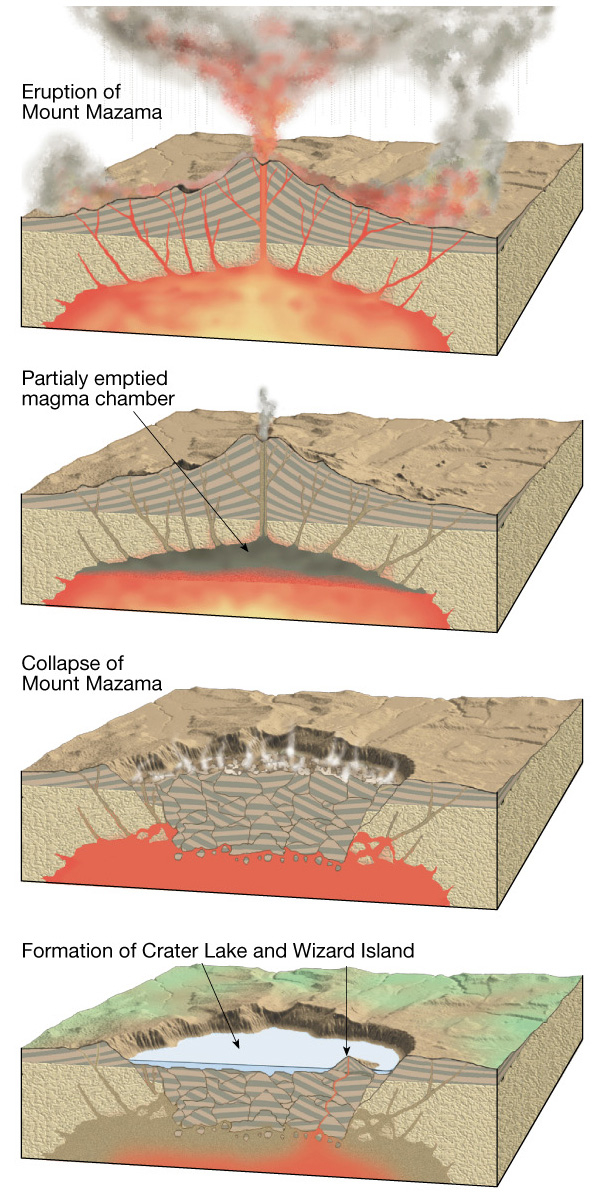 Eruption of
Mount Mazama
Partialy emptied
magma chamber
Collapse of
Mount Mazama
Formation of Crater Lake and Wizard Island